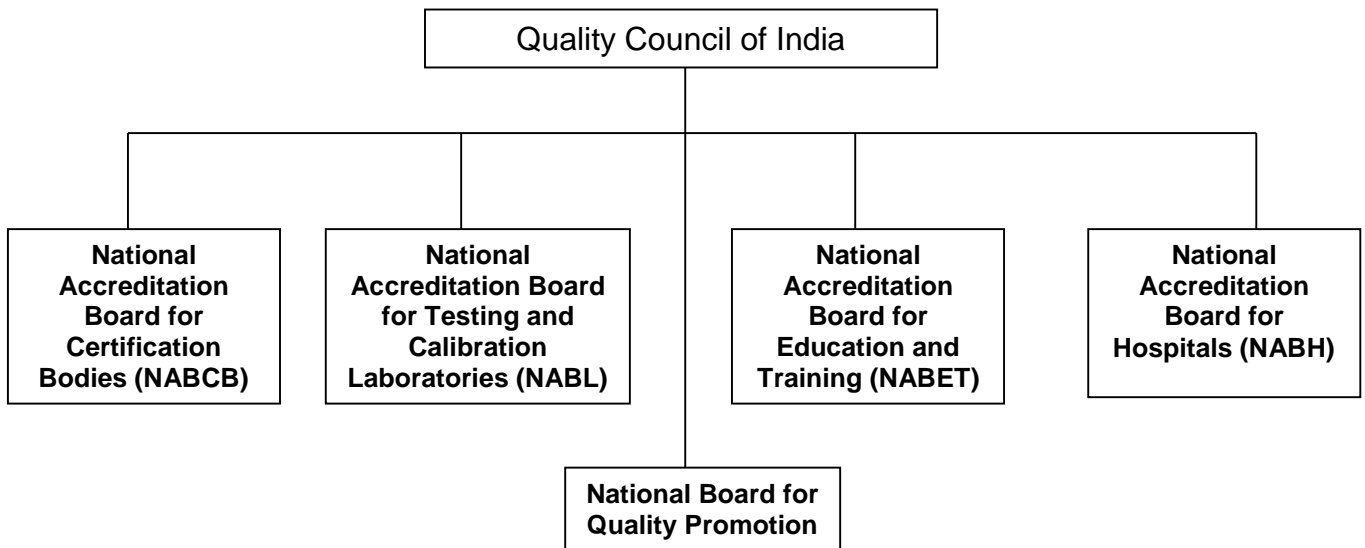 Quality Council of India
National
Accreditation
Board for
Certification
Bodies (NABCB)
National
Accreditation Board
for Testing and
Calibration
Laboratories (NABL)
National
Accreditation
Board for
Education and
Training (NABET)
National
Accreditation
Board for
Hospitals (NABH)
National Board for
Quality Promotion